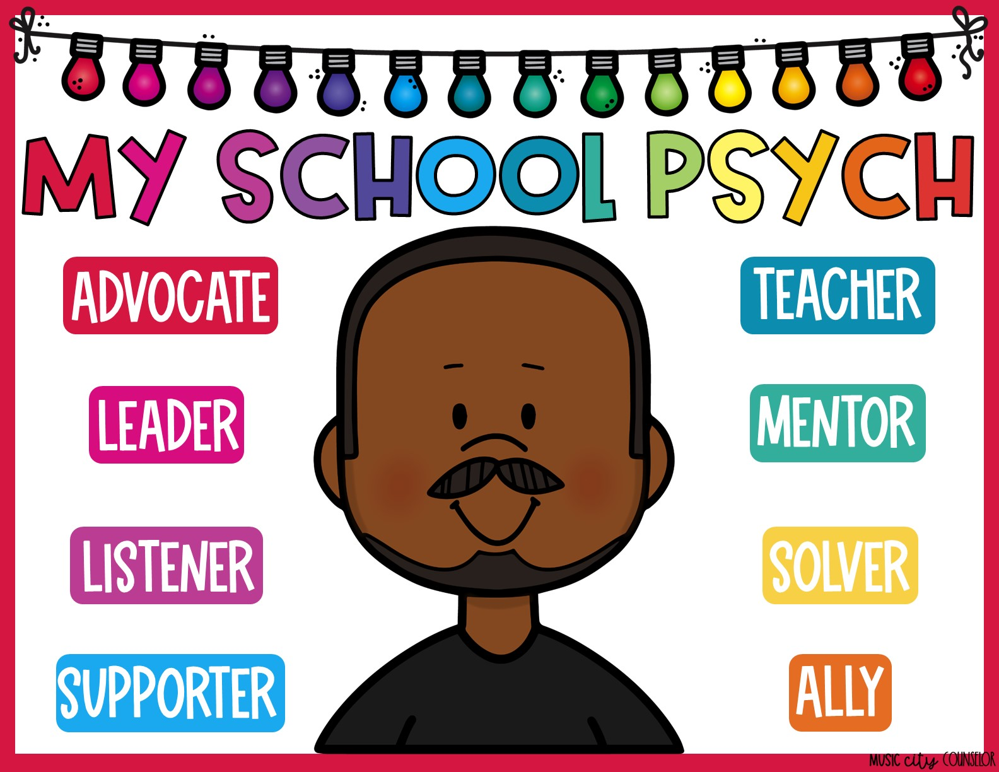 MY SCHOOL PSYCH
ADVOCATE
TEACHER
LEADER
MENTOR
LISTENER
SOLVER
SUPPORTER
ALLY
MUSIC city COUNSELOR